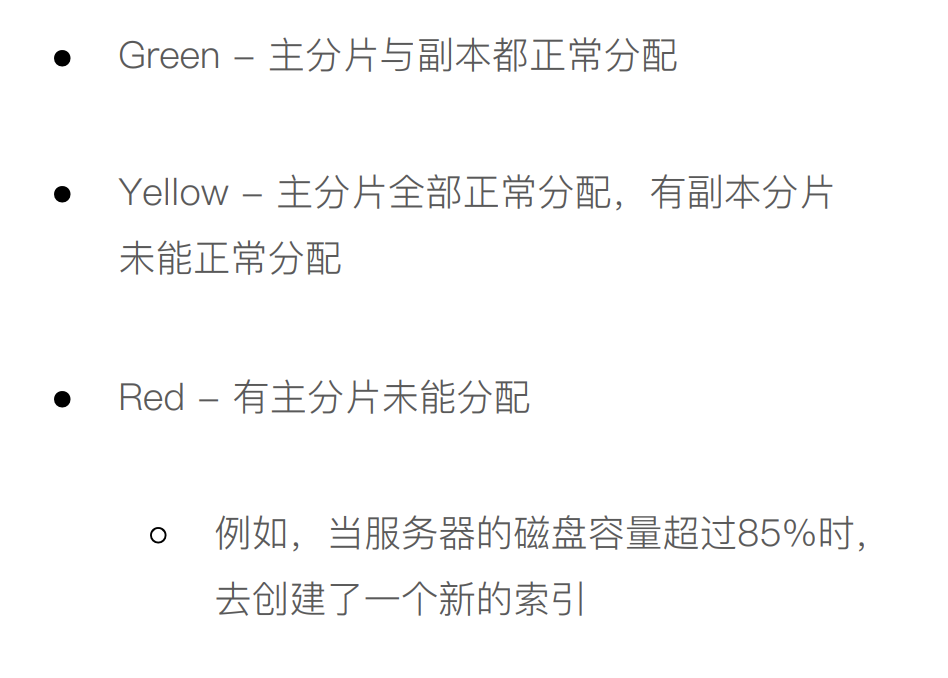 Green – 主分片与副本都正常分配
Yellow – 主分片全部正常分配，有副本分片
未能正常分配
Red – 有主分片未能分配
例如，当服务器的磁盘容量超过85%时，
去创建了一个新的索引